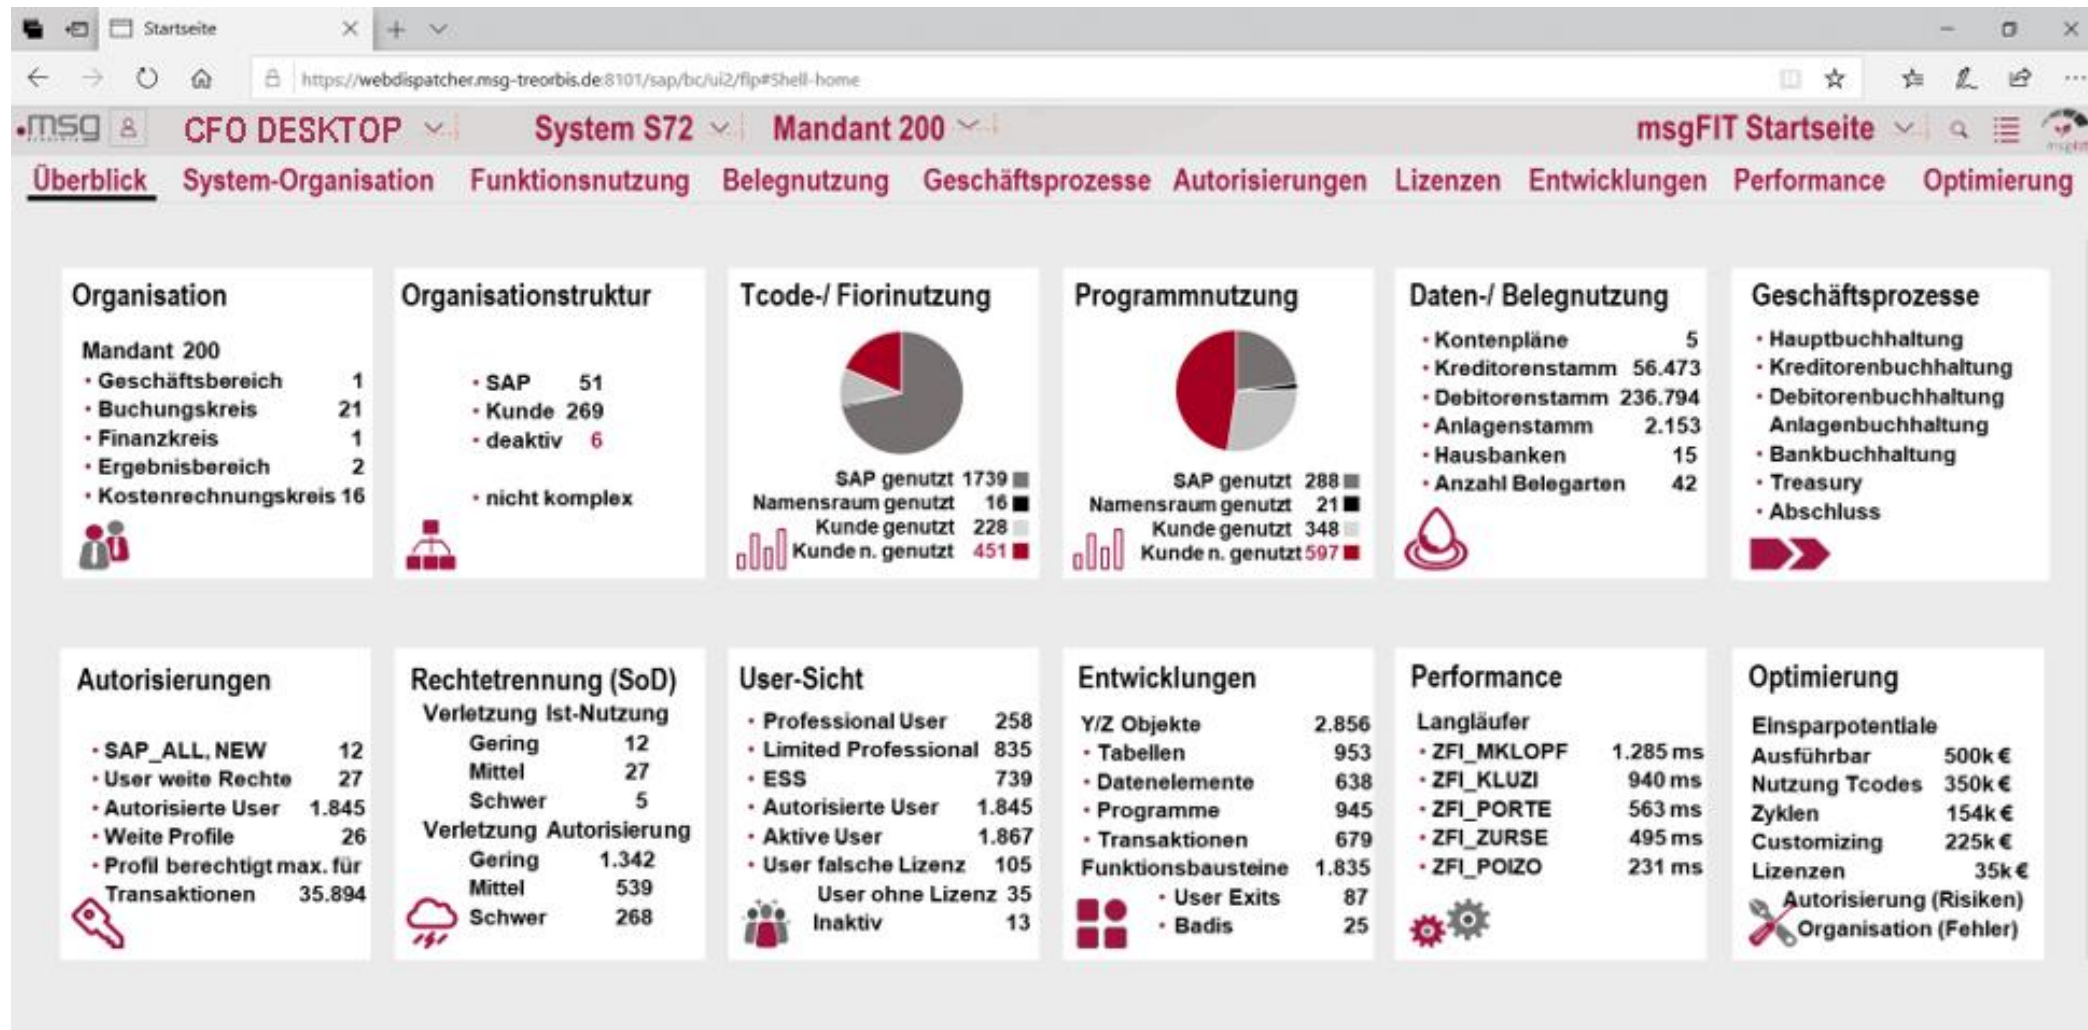 Startseite
https://webdispatcher.msg-treorbis.de:8101/sap/bc/ui2/flp#Shell-home
.msg CFO DESKTOP System S72 Mandant 200 msgFIT Startseite
Überblick System-Organisation Funktionsnutzung Belegnutzung Geschäftsprozesse Autorisierungen Lizenzen Entwicklungen Performance Optimierung
Organisation
Mandant 200
• Geschäftsbereich 1
• Buchungskreis 21
• Finanzkreis 1
• Ergebnisbereich 2
• Kostenrechnungskreis 16
Organisationstruktur
• SAP 51
• Kunde 269
• deaktiv 6
• nicht komplex
Tcode-/ Fiorinutzung
SAP genutzt 1739
Namensraum genutzt 16
Kunde genutzt 228
Kunde n. genutzt 451
Programmnutzung
SAP genutzt 288
Namensraum genutzt 21
Kunde genutzt 348
Kunde n. genutzt 597
Daten-/ Belegnutzung
• Kontenpläne 5
• Kreditorenstamm 56.473
• Debitorenstamm 236.794
• Anlagenstamm 2.153
• Hausbanken 15
• Anzahl Belegarten 42
Geschäftsprozesse
• Hauptbuchhaltung
• Kreditorenbuchhaltung
• Debitorenbuchhaltung
Anlagenbuchhaltung
• Bankbuchhaltung
• Treasury
• Abschluss
Autorisierungen
• SAP_ALL, NEW 12
• User weite Rechte 27
• Autorisierte User 1.845
• Weite Profile 26
• Profil berechtigt max. für
Transaktionen 35.894
Rechtetrennung (SoD)
Verletzung Ist-Nutzung
Gering 12
Mittel 27
Schwer 5
Verletzung Autorisierung
Gering 1.342
Mittel 539
Schwer 268
User-Sicht
• Professional User 258
• Limited Professional 835
• ESS 739
• Autorisierte User 1.845
• Aktive User 1.867
• User falsche Lizenz 105
User ohne Lizenz 35
Inaktiv 13
Entwicklungen
Y/Z Objekte 2.856
• Tabellen 953
• Datenelemente 638
• Programme 945
• Transaktionen 679
Funktionsbausteine 1.835
• User Exits 87
• Badis 25
Performance
Langläufer
• ZFI_MKLOPF 1.285 ms
• ZFI_KLUZI 940 ms
• ZFI_PORTE 563 ms
• ZFI_ZURSE 495 ms
• ZFI_POIZO 231 ms
Optimierung
Einsparpotentiale
Ausführbar 500k €
Nutzung Tcodes 350k €
Zyklen 154k €
Customizing 225k €
Lizenzen 35k €
Autorisierung (Risiken)
Organisation (Fehler)